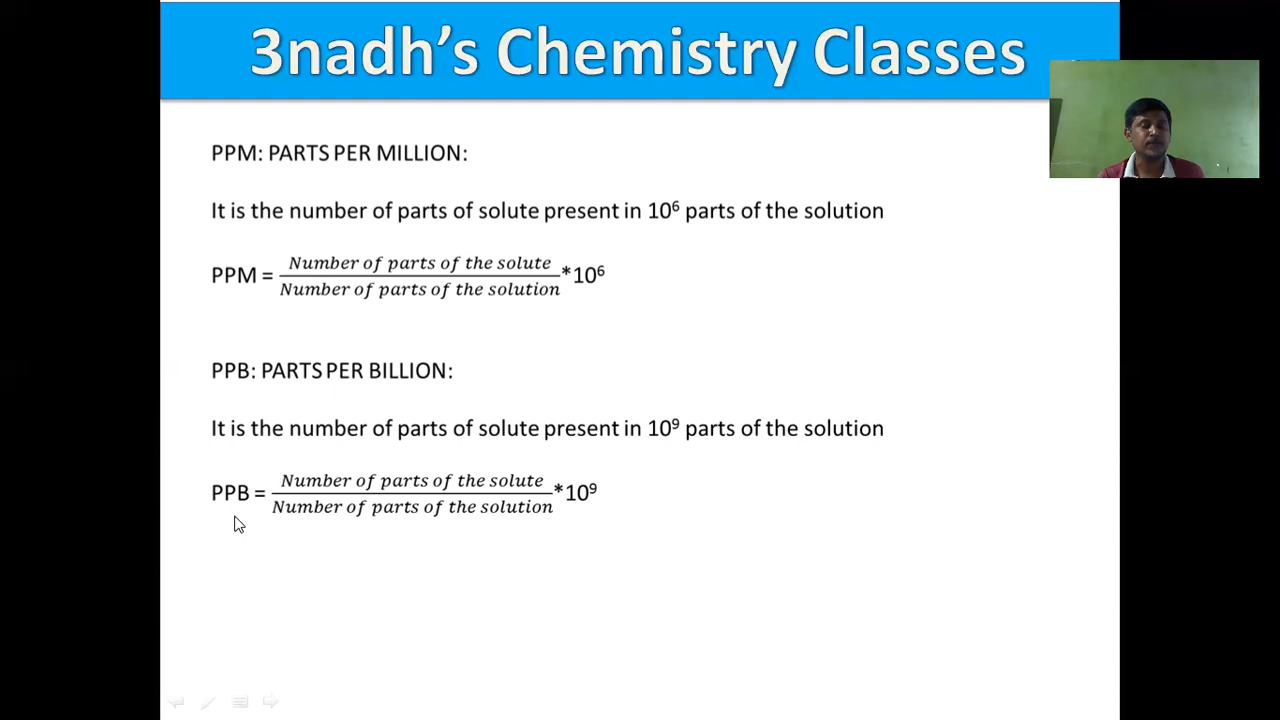 3nadh's Chemistry Classes
PPM: PARTS PER MILLION:
It is the number of parts of solute present in 10⁶ parts of the solution
PPM = Number of parts of the solute / Number of parts of the solution *10⁶
PPB: PARTS PER BILLION:
It is the number of parts of solute present in 10⁹ parts of the solution
PPB = Number of parts of the solute / Number of parts of the solution *10⁹